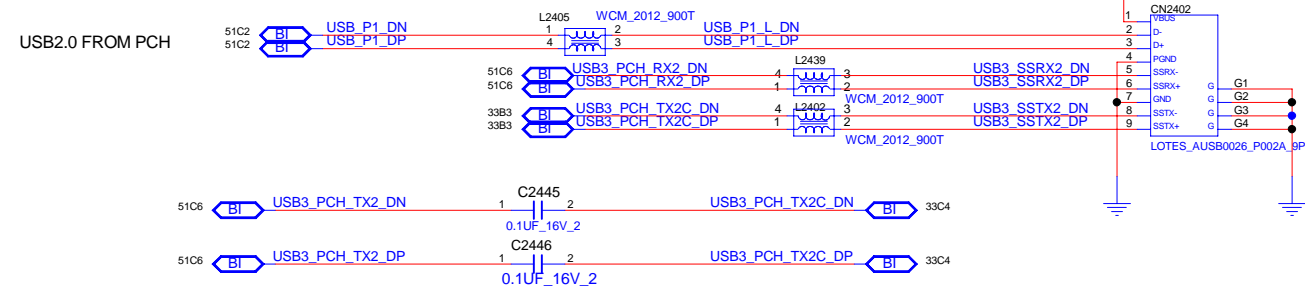 CN2402
L2405 WCM_2012_900T 1 VBUS
51C2 BI USB_P1_DN 1 2 USB_P1_L_DN 2 D-
USB2.0 FROM PCH 51C2 BI USB_P1_DP 4 3 USB_P1_L_DP 3 D+
L2439 4 PGND
51C6 BI USB3_PCH_RX2_DN 4 3 USB3_SSRX2_DN 5 SSRX-
51C6 BI USB3_PCH_RX2_DP 1 2 USB3_SSRX2_DP 6 SSRX+ G G1
L2402 WCM_2012_900T 7 GND G G2
33B3 BI USB3_PCH_TX2C_DN 4 3 USB3_SSTX2_DN 8 SSTX- G G3
33B3 BI USB3_PCH_TX2C_DP 1 2 USB3_SSTX2_DP 9 SSTX+ G G4
WCM_2012_900T LOTES_AUSB0026_P002A_9P
C2445
51C6 BI USB3_PCH_TX2_DN 1 2 USB3_PCH_TX2C_DN BI 33C4
0.1UF_16V_2
C2446
51C6 BI USB3_PCH_TX2_DP 1 2 USB3_PCH_TX2C_DP BI 33C4
0.1UF_16V_2